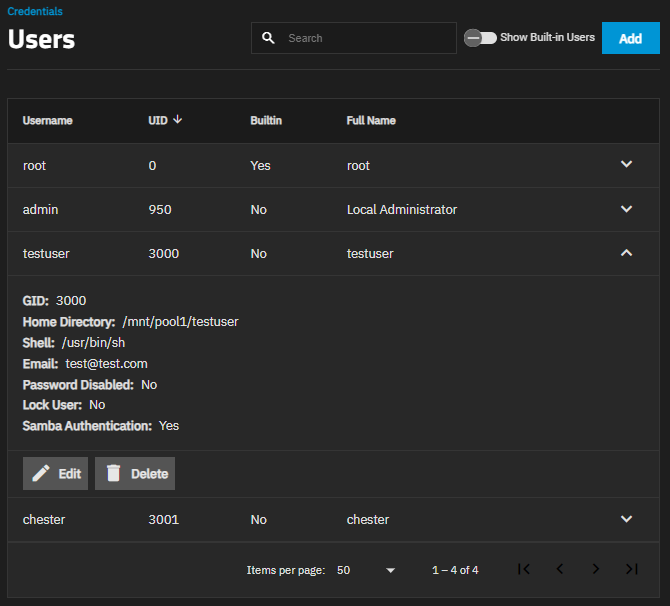 Credentials
Users
Search
Show Built-in Users
Add
Username UID Builtin Full Name
root 0 Yes root
admin 950 No Local Administrator
testuser 3000 No testuser
GID: 3000
Home Directory: /mnt/pool1/testuser
Shell: /usr/bin/sh
Email: test@test.com
Password Disabled: No
Lock User: No
Samba Authentication: Yes
Edit Delete
chester 3001 No chester
Items per page: 50 1 – 4 of 4